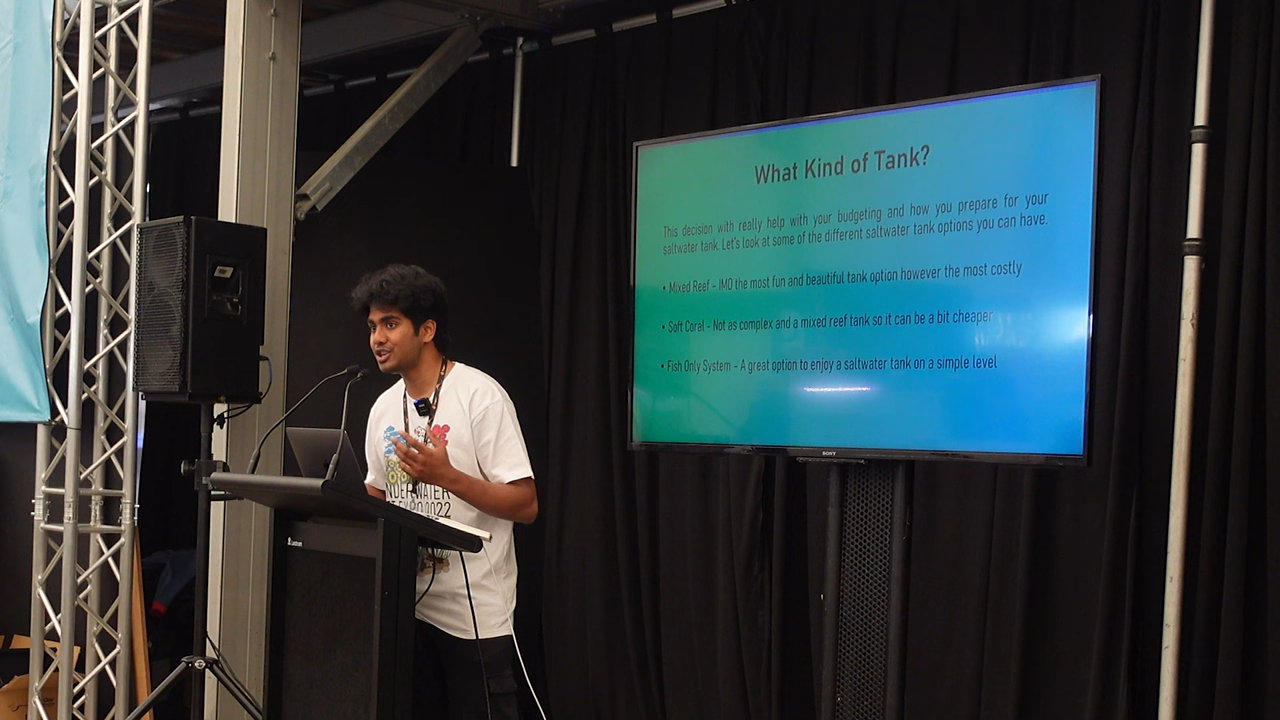 What Kind of Tank?
This decision with really help with your budgeting and how you prepare for your
saltwater tank. Let's look at some of the different saltwater tank options you can have.
• Mixed Reef – IMO the most fun and beautiful tank option however the most costly
• Soft Coral – Not as complex and a mixed reef tank so it can be a bit cheaper
• Fish Only System – A great option to enjoy a saltwater tank on a simple level
SONY
NDERWATER
EXPO 2022